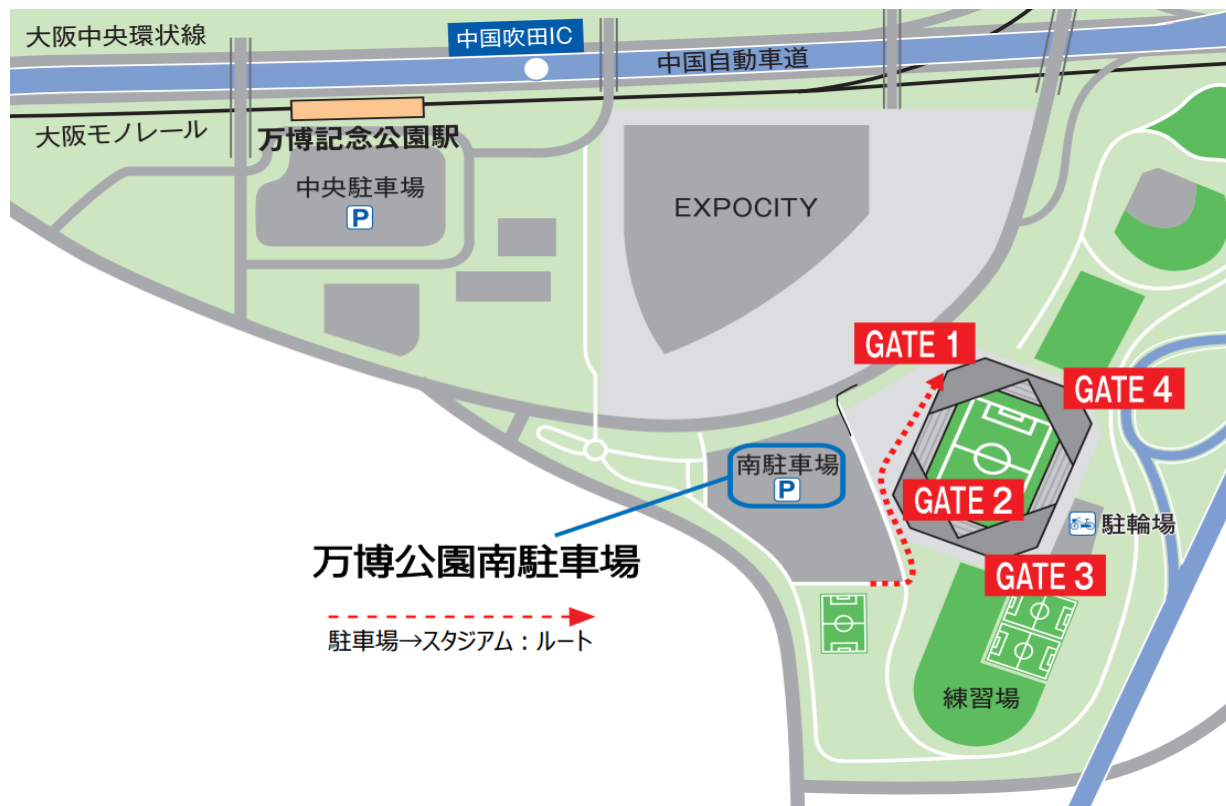 大阪中央環状線
中国吹田IC
中国自動車道
大阪モノレール
万博記念公園駅
中央駐車場
P
EXPOCITY
GATE 1
GATE 4
南駐車場
P
GATE 2
駐輪場
万博公園南駐車場
GATE 3
駐車場→スタジアム：ルート
練習場